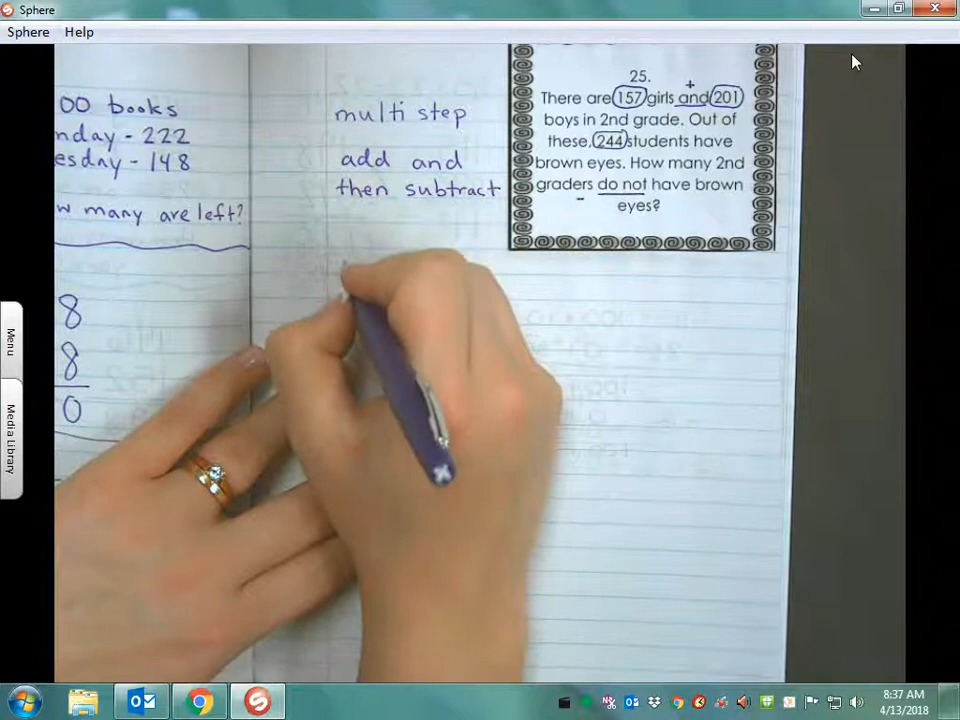 Sphere
Sphere Help
00 books
nday - 222
esday - 148
w many are left?
8
8
0
multi step
add and
then subtract
25.
+
There are 157 girls and 201
boys in 2nd grade. Out of
these, 244 students have
brown eyes. How many 2nd
graders do not have brown
-
eyes?
Menu
Media Library
8:37 AM
4/13/2018